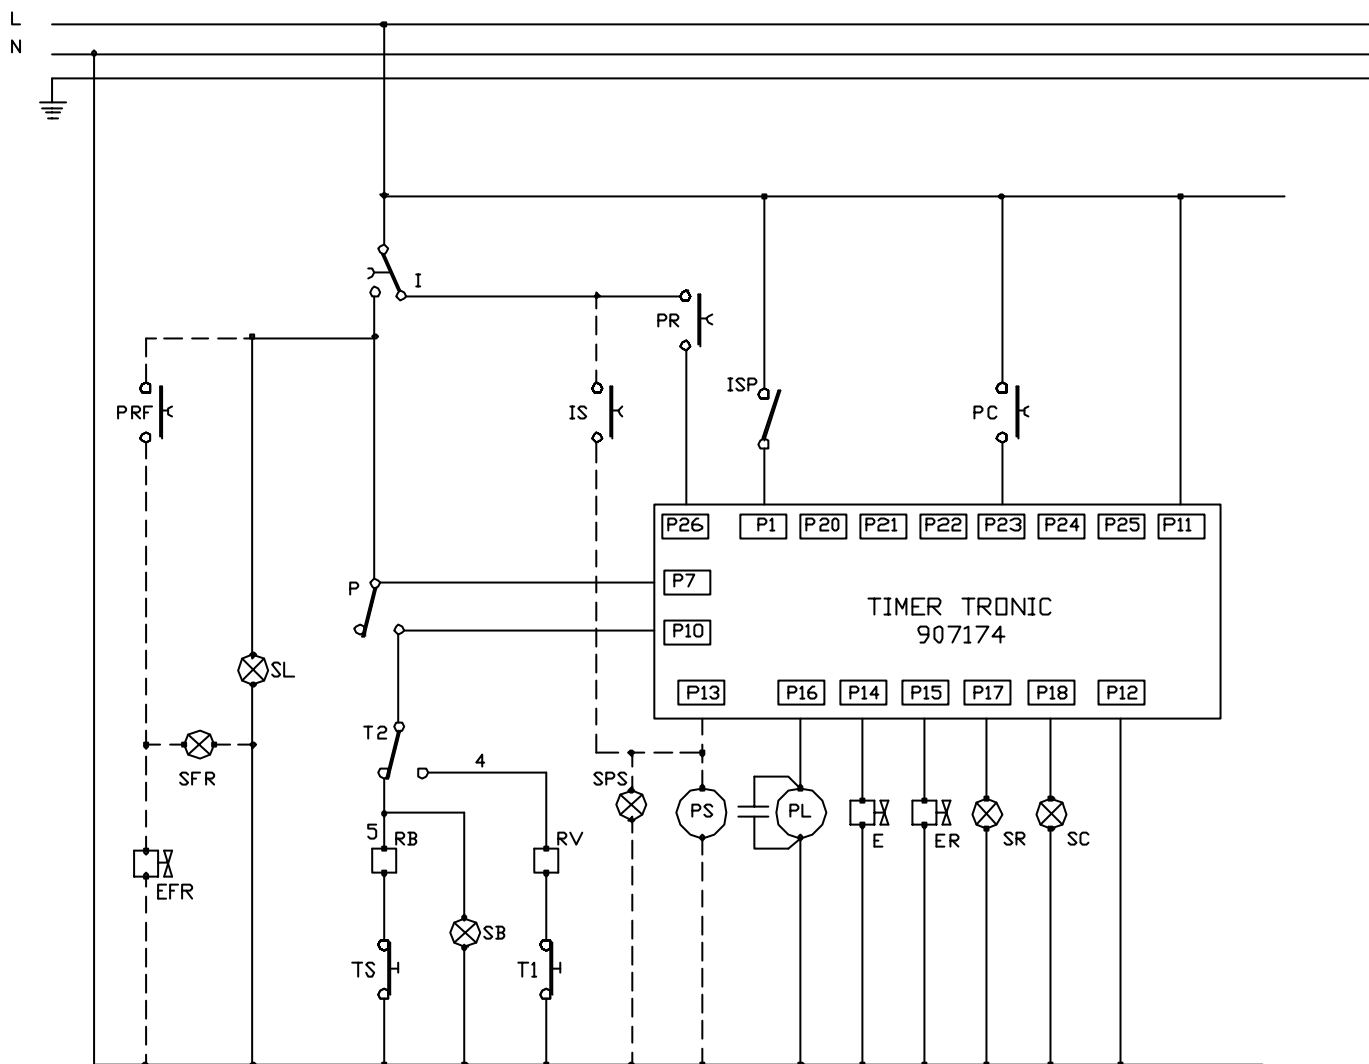 L
N
I
PR
ISP
PRF
IS
PC
P26 P1 P20 P21 P22 P23 P24 P25 P11
P7
P
TIMER TRONIC
P10
907174
SL
P13 P16 P14 P15 P17 P18 P12
T2
4
SFR
SPS
PS
PL
5
RB
RV
E
ER
SR
SC
EFR
SB
TS
T1